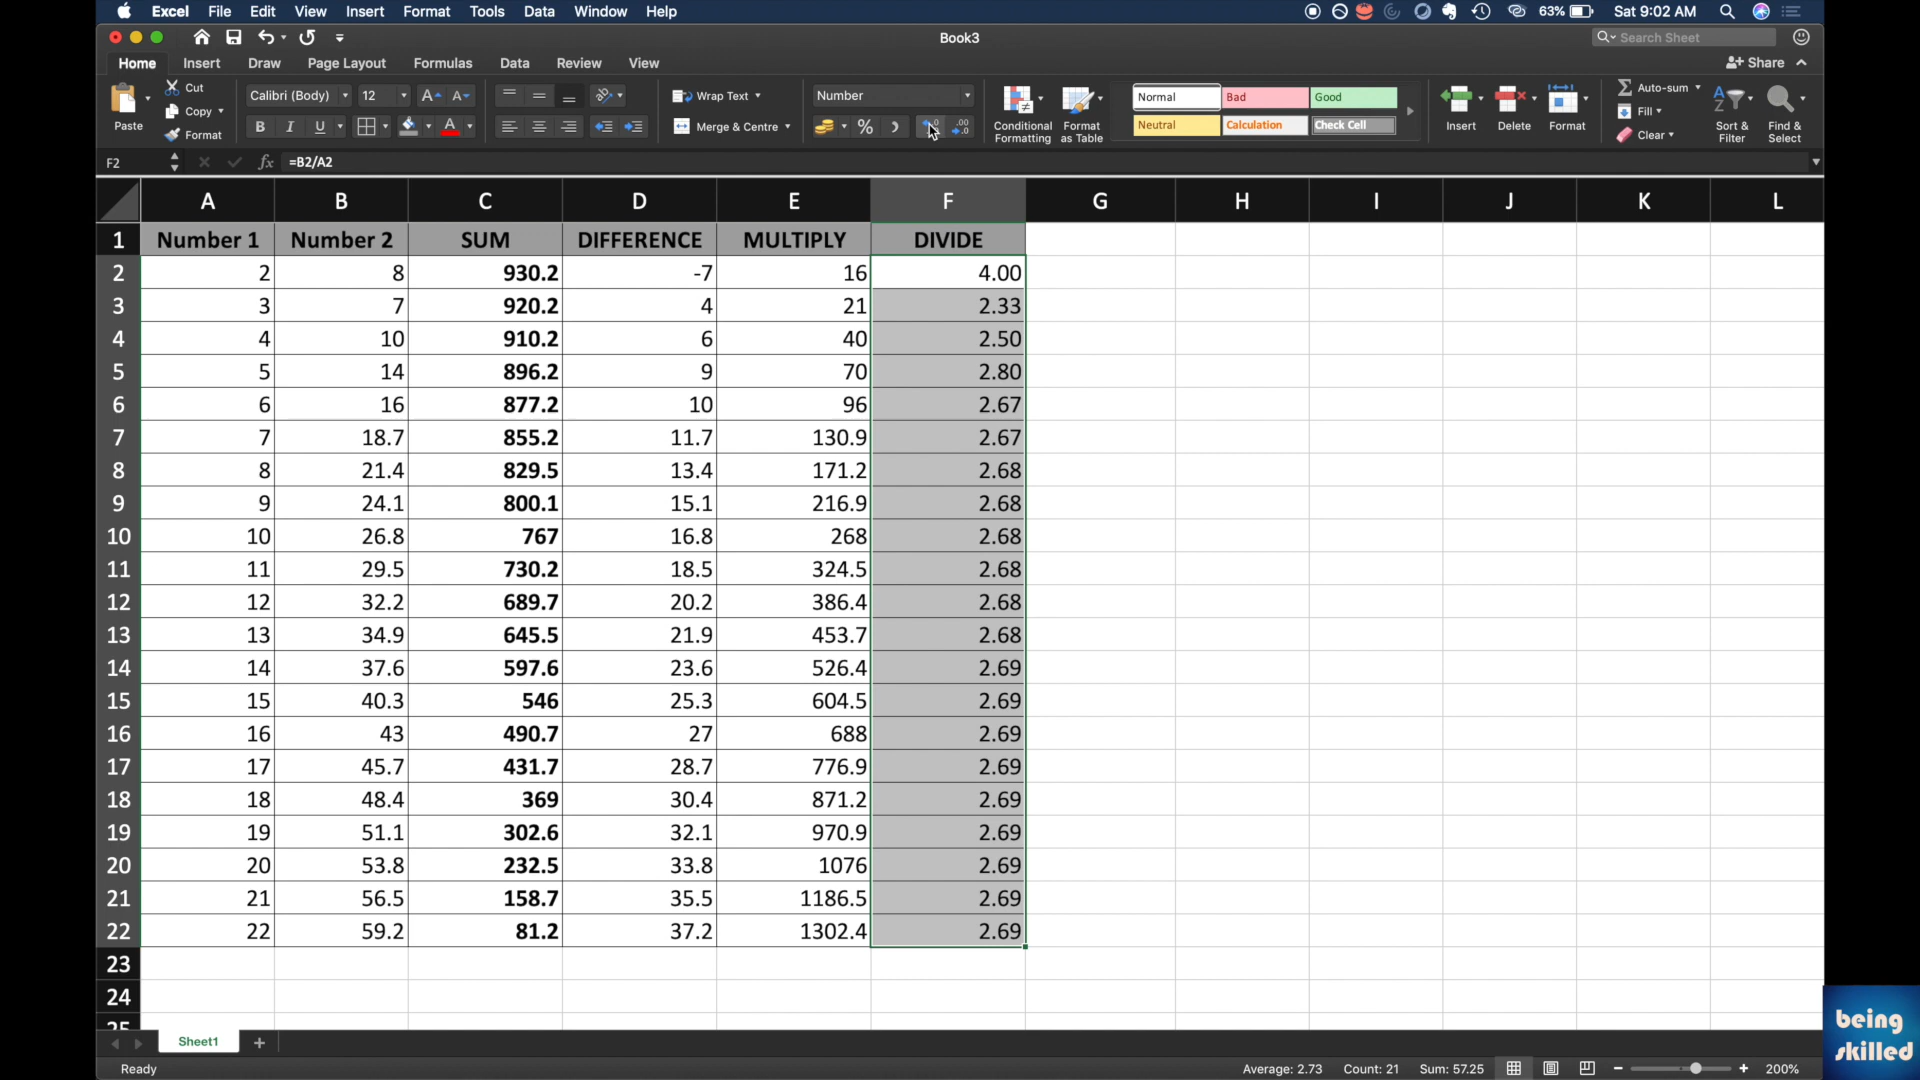 Excel File Edit View Insert Format Tools Data Window Help 63% Sat 9:02 AM
Book3 Search Sheet
Home Insert Draw Page Layout Formulas Data Review View Share
Paste Cut Copy Format
Calibri (Body) 12 A A
B I U A
Wrap Text
Merge & Centre
Number
%
Conditional Formatting
Format as Table
Normal Bad Good
Neutral Calculation Check Cell
Insert Delete Format
Auto-sum
Fill
Clear
Sort & Filter
Find & Select
F2 fx =B2/A2
A B C D E F G H I J K L
1 Number 1 Number 2 SUM DIFFERENCE MULTIPLY DIVIDE
2 2 8 930.2 -7 16 4.00
3 3 7 920.2 4 21 2.33
4 4 10 910.2 6 40 2.50
5 5 14 896.2 9 70 2.80
6 6 16 877.2 10 96 2.67
7 7 18.7 855.2 11.7 130.9 2.67
8 8 21.4 829.5 13.4 171.2 2.68
9 9 24.1 800.1 15.1 216.9 2.68
10 10 26.8 767 16.8 268 2.68
11 11 29.5 730.2 18.5 324.5 2.68
12 12 32.2 689.7 20.2 386.4 2.68
13 13 34.9 645.5 21.9 453.7 2.68
14 14 37.6 597.6 23.6 526.4 2.69
15 15 40.3 546 25.3 604.5 2.69
16 16 43 490.7 27 688 2.69
17 17 45.7 431.7 28.7 776.9 2.69
18 18 48.4 369 30.4 871.2 2.69
19 19 51.1 302.6 32.1 970.9 2.69
20 20 53.8 232.5 33.8 1076 2.69
21 21 56.5 158.7 35.5 1186.5 2.69
22 22 59.2 81.2 37.2 1302.4 2.69
23
24
25
Sheet1 +
Ready Average: 2.73 Count: 21 Sum: 57.25 200%
being
skilled